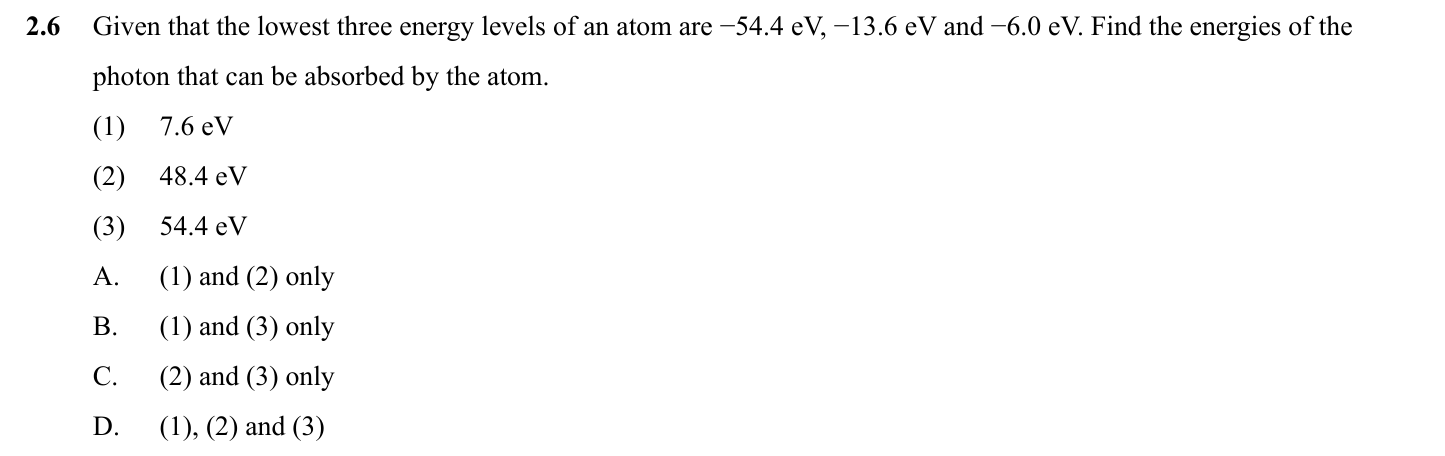 2.6 Given that the lowest three energy levels of an atom are −54.4 eV, −13.6 eV and −6.0 eV. Find the energies of the
photon that can be absorbed by the atom.
(1) 7.6 eV
(2) 48.4 eV
(3) 54.4 eV
A. (1) and (2) only
B. (1) and (3) only
C. (2) and (3) only
D. (1), (2) and (3)